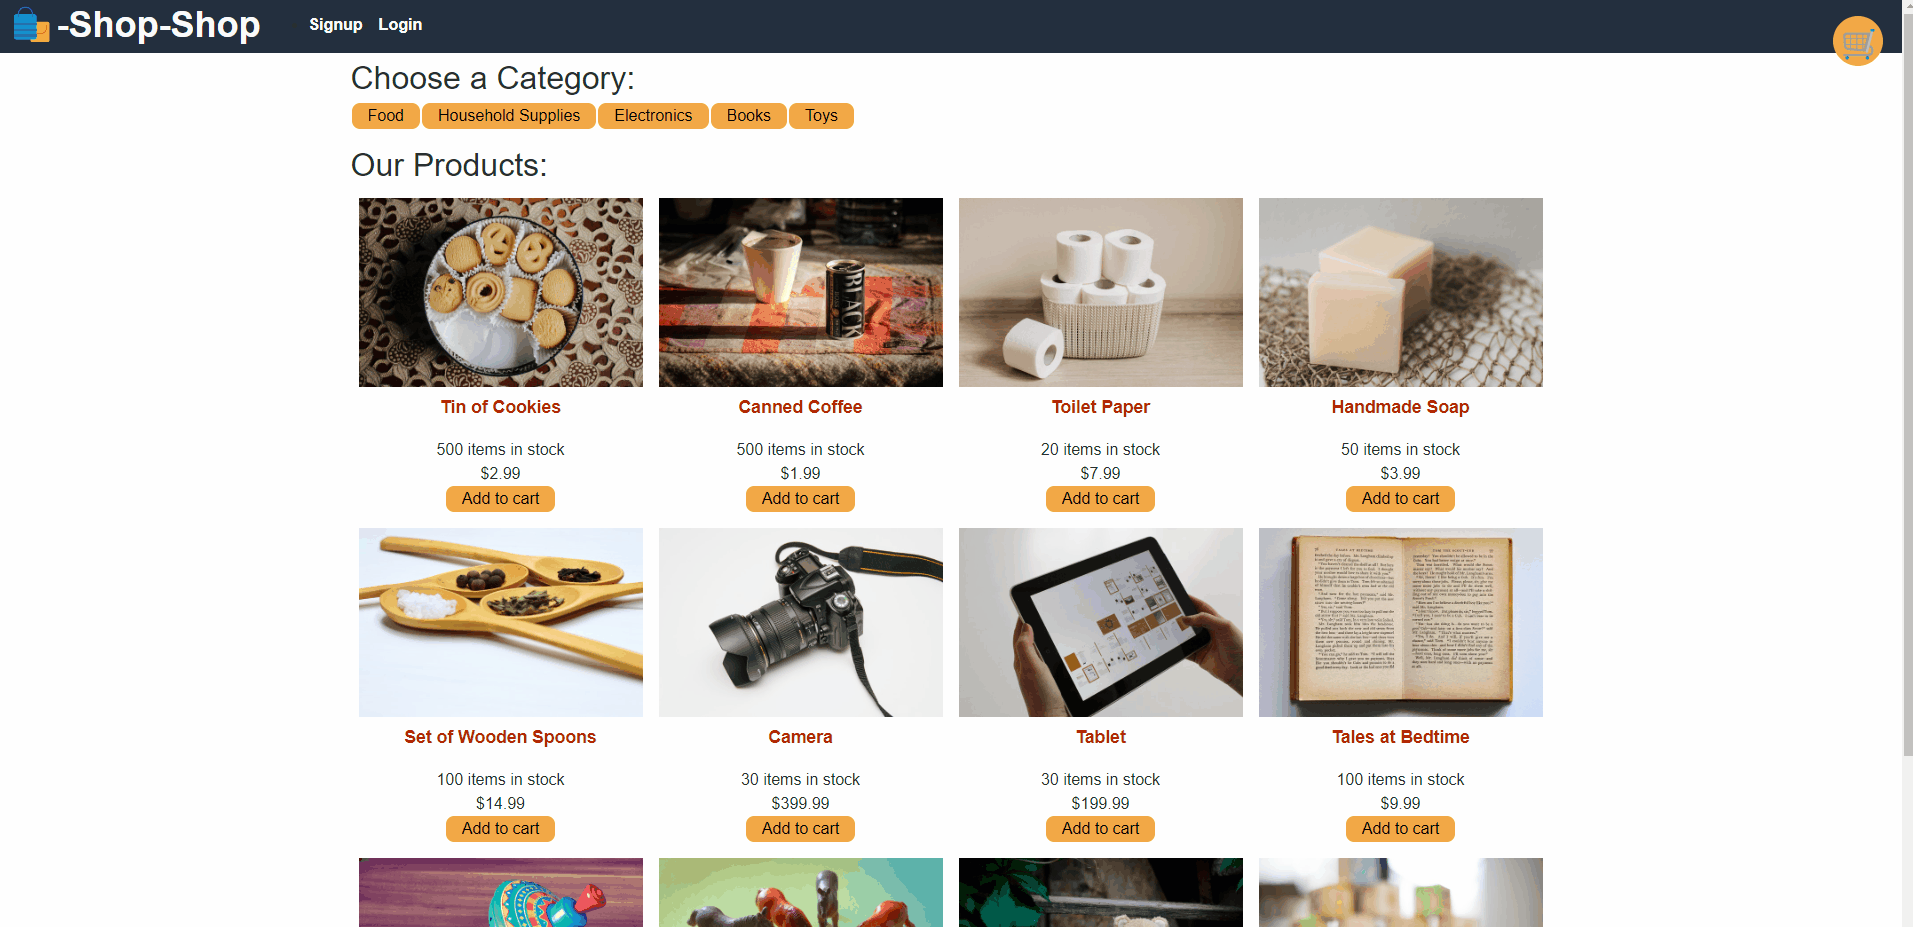 -Shop-Shop
Signup Login
Choose a Category:
Food Household Supplies Electronics Books Toys
Our Products:
BLACK
Tin of Cookies Canned Coffee Toilet Paper Handmade Soap
500 items in stock 500 items in stock 20 items in stock 50 items in stock
$2.99 $1.99 $7.99 $3.99
Add to cart Add to cart Add to cart Add to cart
Set of Wooden Spoons Camera Tablet Tales at Bedtime
100 items in stock 30 items in stock 30 items in stock 100 items in stock
$14.99 $399.99 $199.99 $9.99
Add to cart Add to cart Add to cart Add to cart